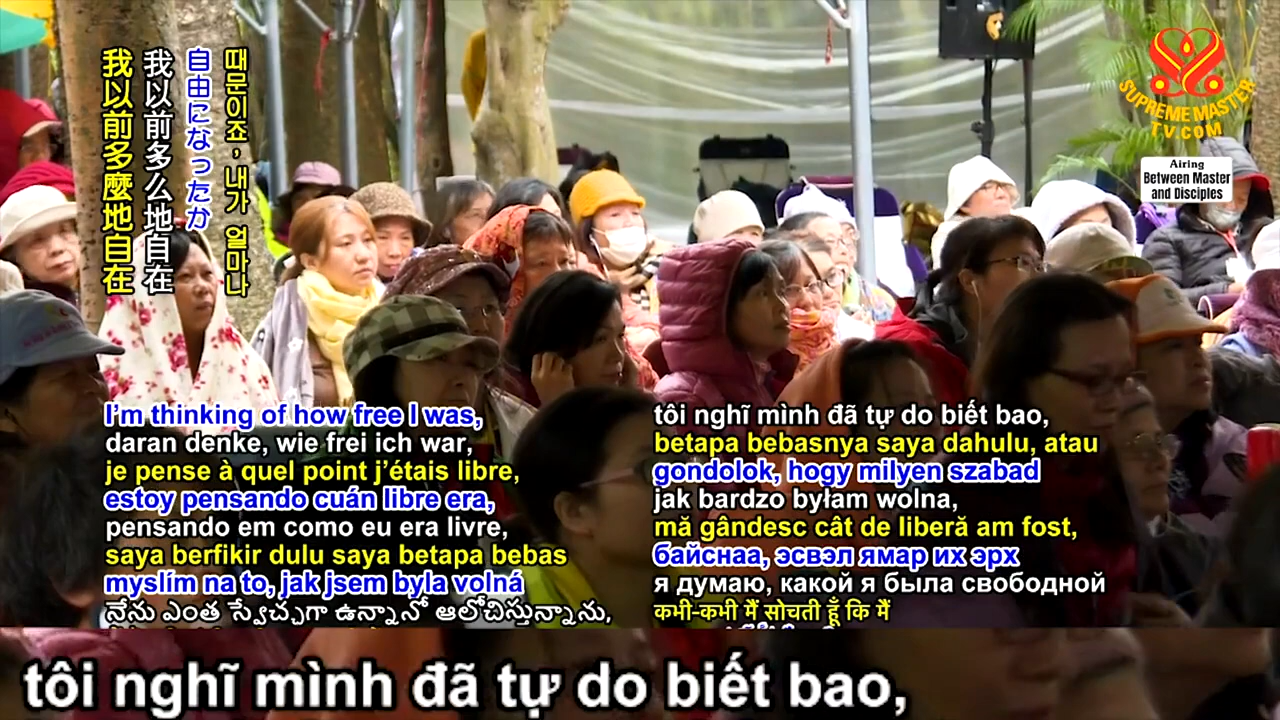 我以前多麼地自在
我以前多么地自在
自由になったか
때문이죠, 내가 얼마나
SUPREME MASTER
TV.COM
Airing
Between Master
and Disciples
I'm thinking of how free I was,
daran denke, wie frei ich war,
je pense à quel point j'étais libre,
estoy pensando cuán libre era,
pensando em como eu era livre,
saya berfikir dulu saya betapa bebas
myslím na to, jak jsem byla volná
నేను ఎంత స్వేచ్ఛగా ఉన్నానో ఆలోచిస్తున్నాను,
tôi nghĩ mình đã tự do biết bao,
betapa bebasnya saya dahulu, atau
gondolok, hogy milyen szabad
jak bardzo byłam wolna,
mă gândesc cât de liberă am fost,
байснаа, эсвэл ямар их эрх
я думаю, какой я была свободной
कभी-कभी मैं सोचती हूँ कि मैं
tôi nghĩ mình đã tự do biết bao,